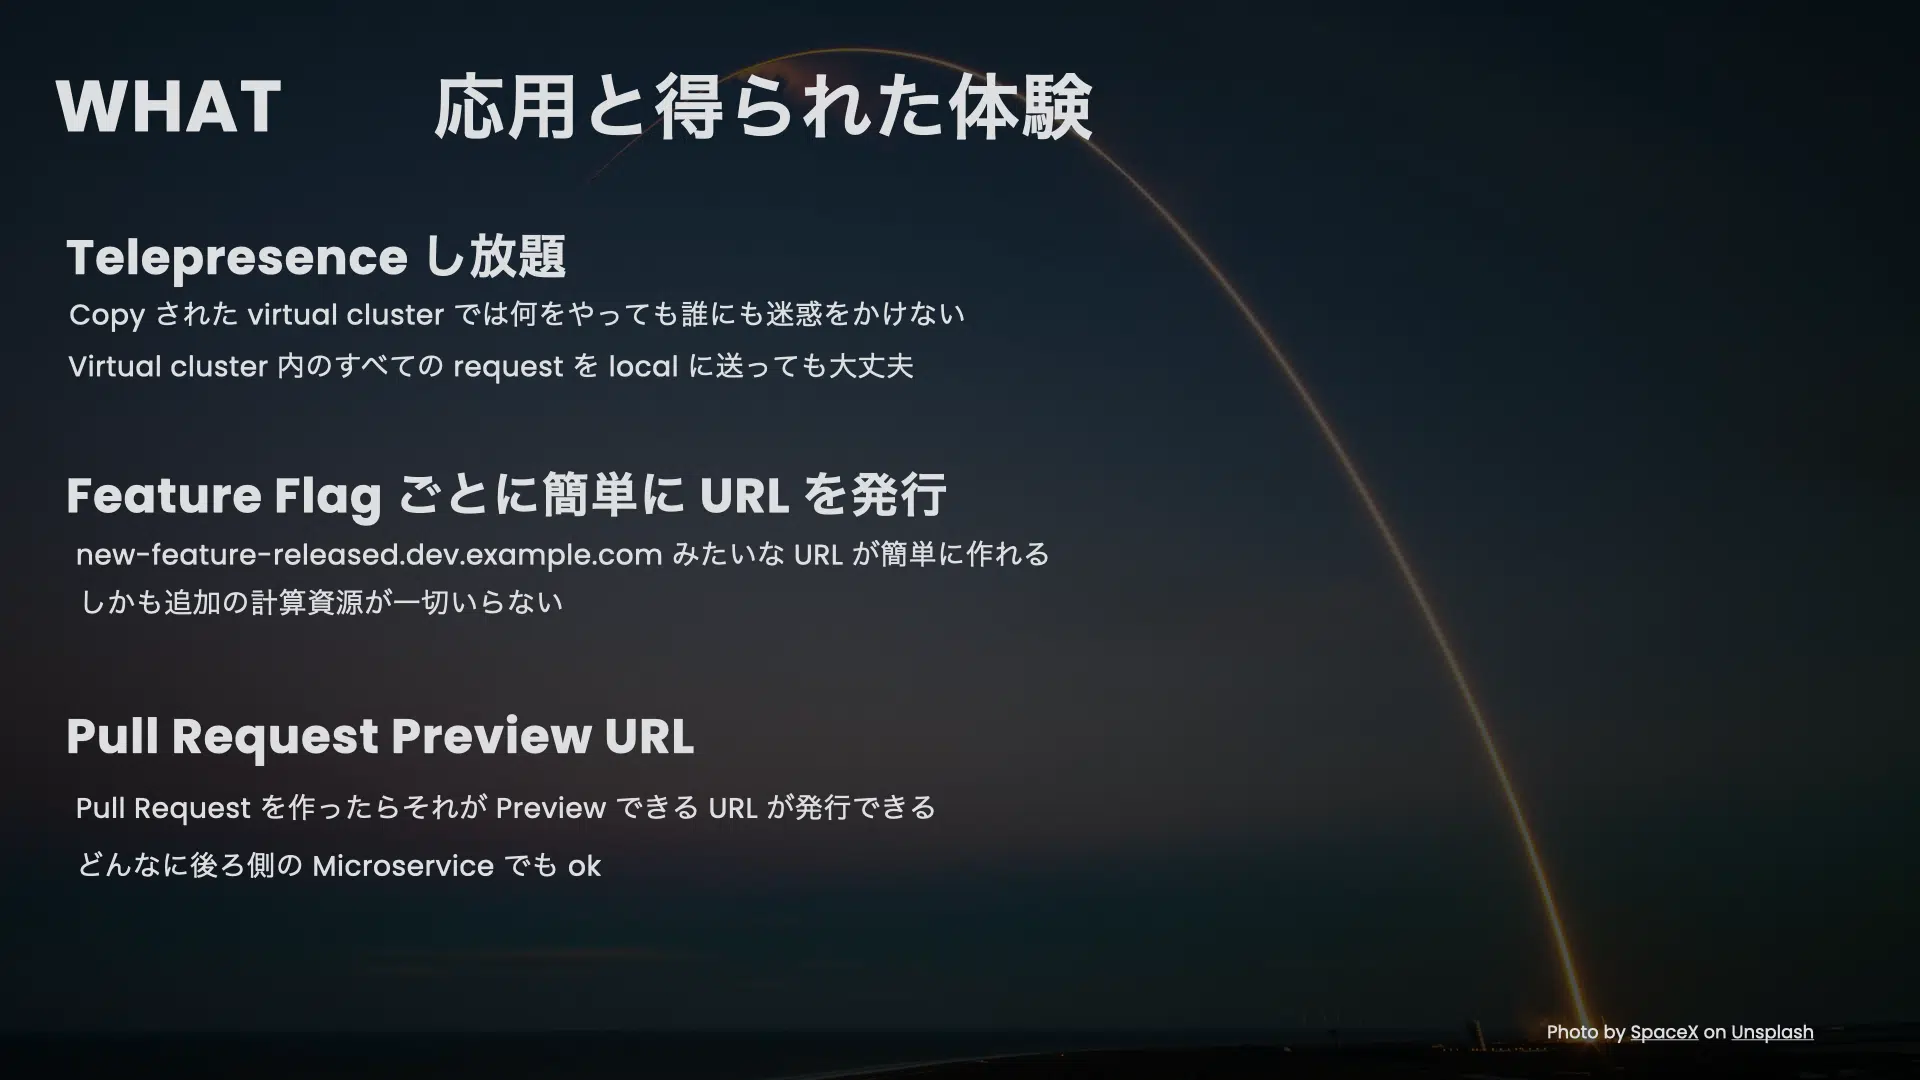 WHAT 応用と得られた体験
Telepresence し放題
Copy された virtual cluster では何をやっても誰にも迷惑をかけない
Virtual cluster 内のすべての request を local に送っても大丈夫
Feature Flag ごとに簡単に URL を発行
new-feature-released.dev.example.com みたいな URL が簡単に作れる
しかも追加の計算資源が一切いらない
Pull Request Preview URL
Pull Request を作ったらそれが Preview できる URL が発行できる
どんなに後ろ側の Microservice でも ok
Photo by SpaceX on Unsplash